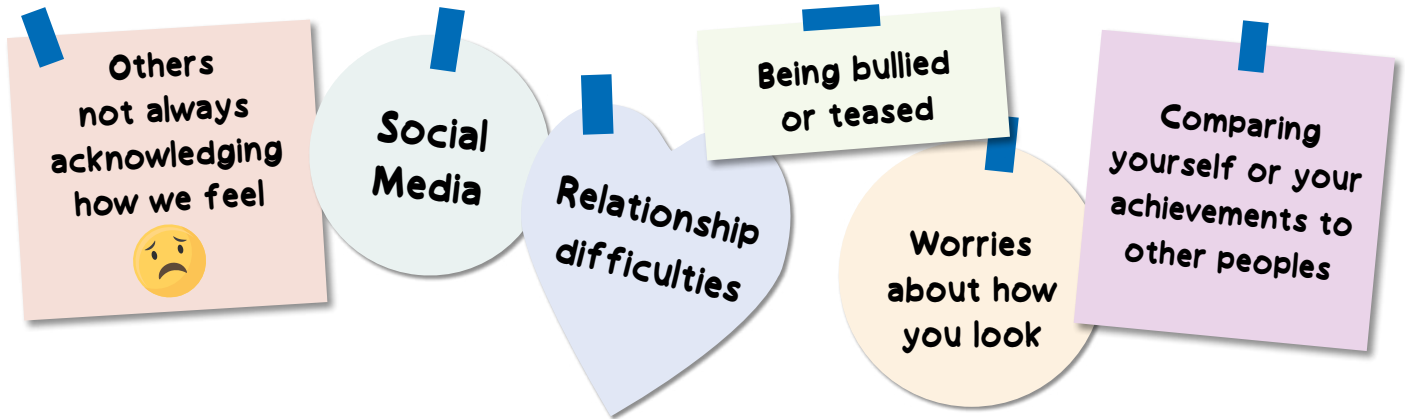 Others
not always
acknowledging
how we feel
Social
Media
Relationship
difficulties
Being bullied
or teased
Worries
about how
you look
Comparing
yourself or your
achievements to
other peoples